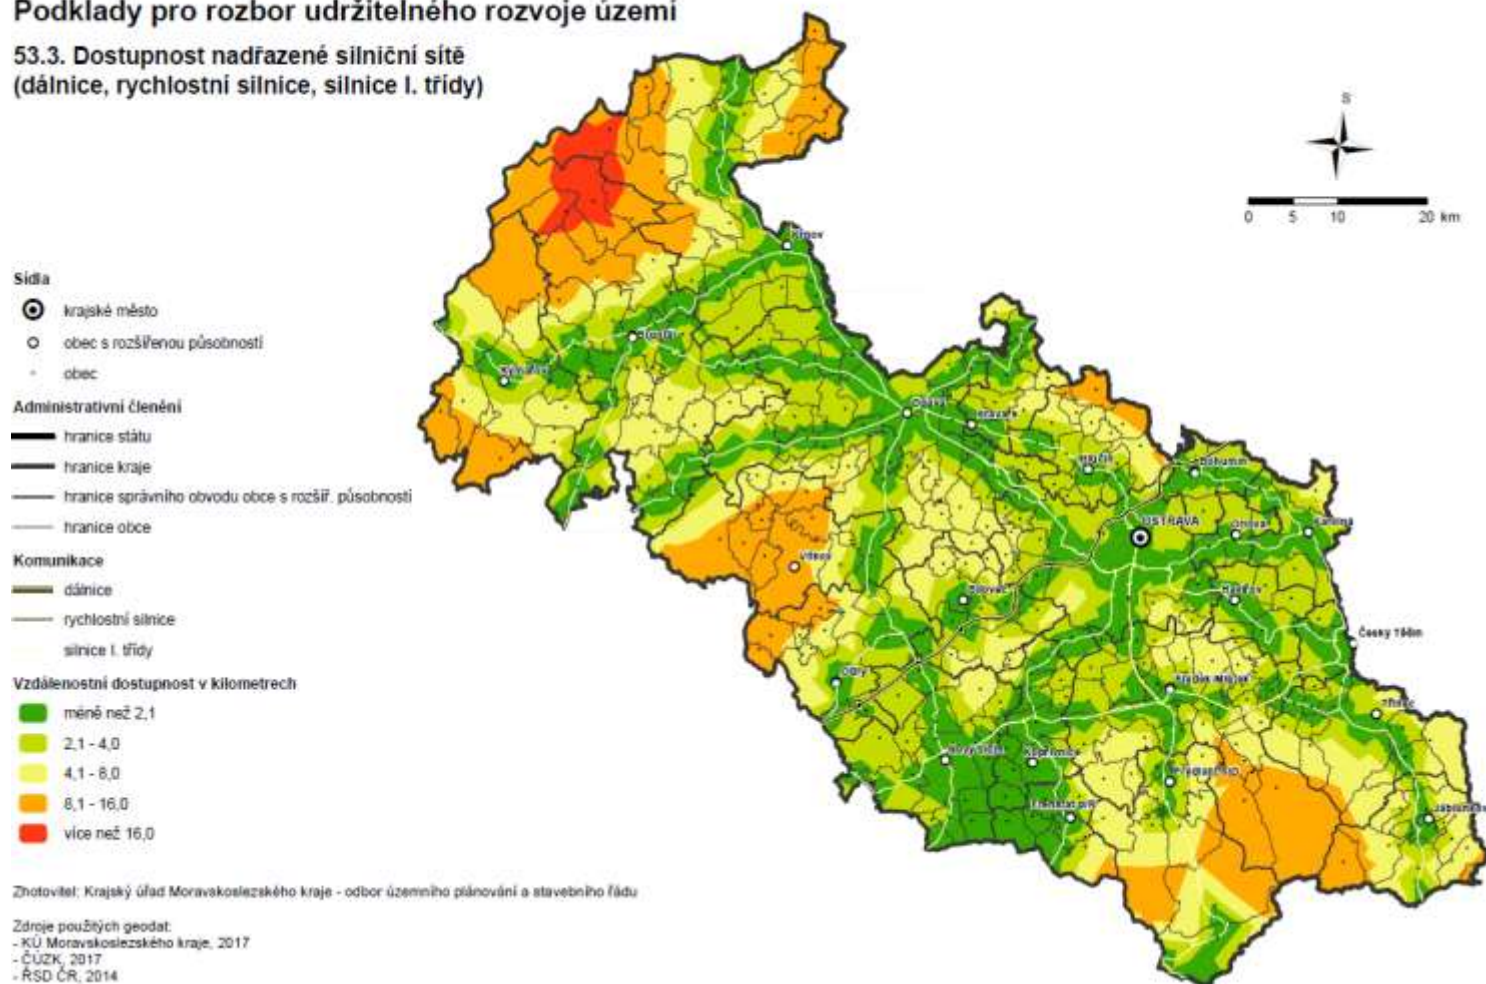 Podklady pro rozbor udržitelného rozvoje území
53.3. Dostupnost nadřazené silniční sítě
(dálnice, rychlostní silnice, silnice I. třídy)
S
0 5 10 20 km
Sídla
krajské město
obec s rozšířenou působností
obec
Administrativní členění
hranice státu
hranice kraje
hranice správního obvodu obce s rozšíř. působností
hranice obce
Komunikace
dálnice
rychlostní silnice
silnice I. třídy
Vzdálenostní dostupnost v kilometrech
méně než 2,1
2,1 - 4,0
4,1 - 8,0
8,1 - 16,0
více než 16,0
Krnov
Bruntál
Opava
Kravaře
Hlučín
Bohumín
OSTRAVA
Orlová
Karviná
Vítkov
Bílovec
Havířov
Český Těšín
Odry
Frýdek-Místek
Třinec
Nový Jičín
Kopřivnice
Frenštát p/R
Jablunkov
Zhotovitel: Krajský úřad Moravskoslezského kraje - odbor územního plánování a stavebního řádu
Zdroje použitých geodat:
- KÚ Moravskoslezského kraje, 2017
- ČÚZK, 2017
- ŘSD ČR, 2014